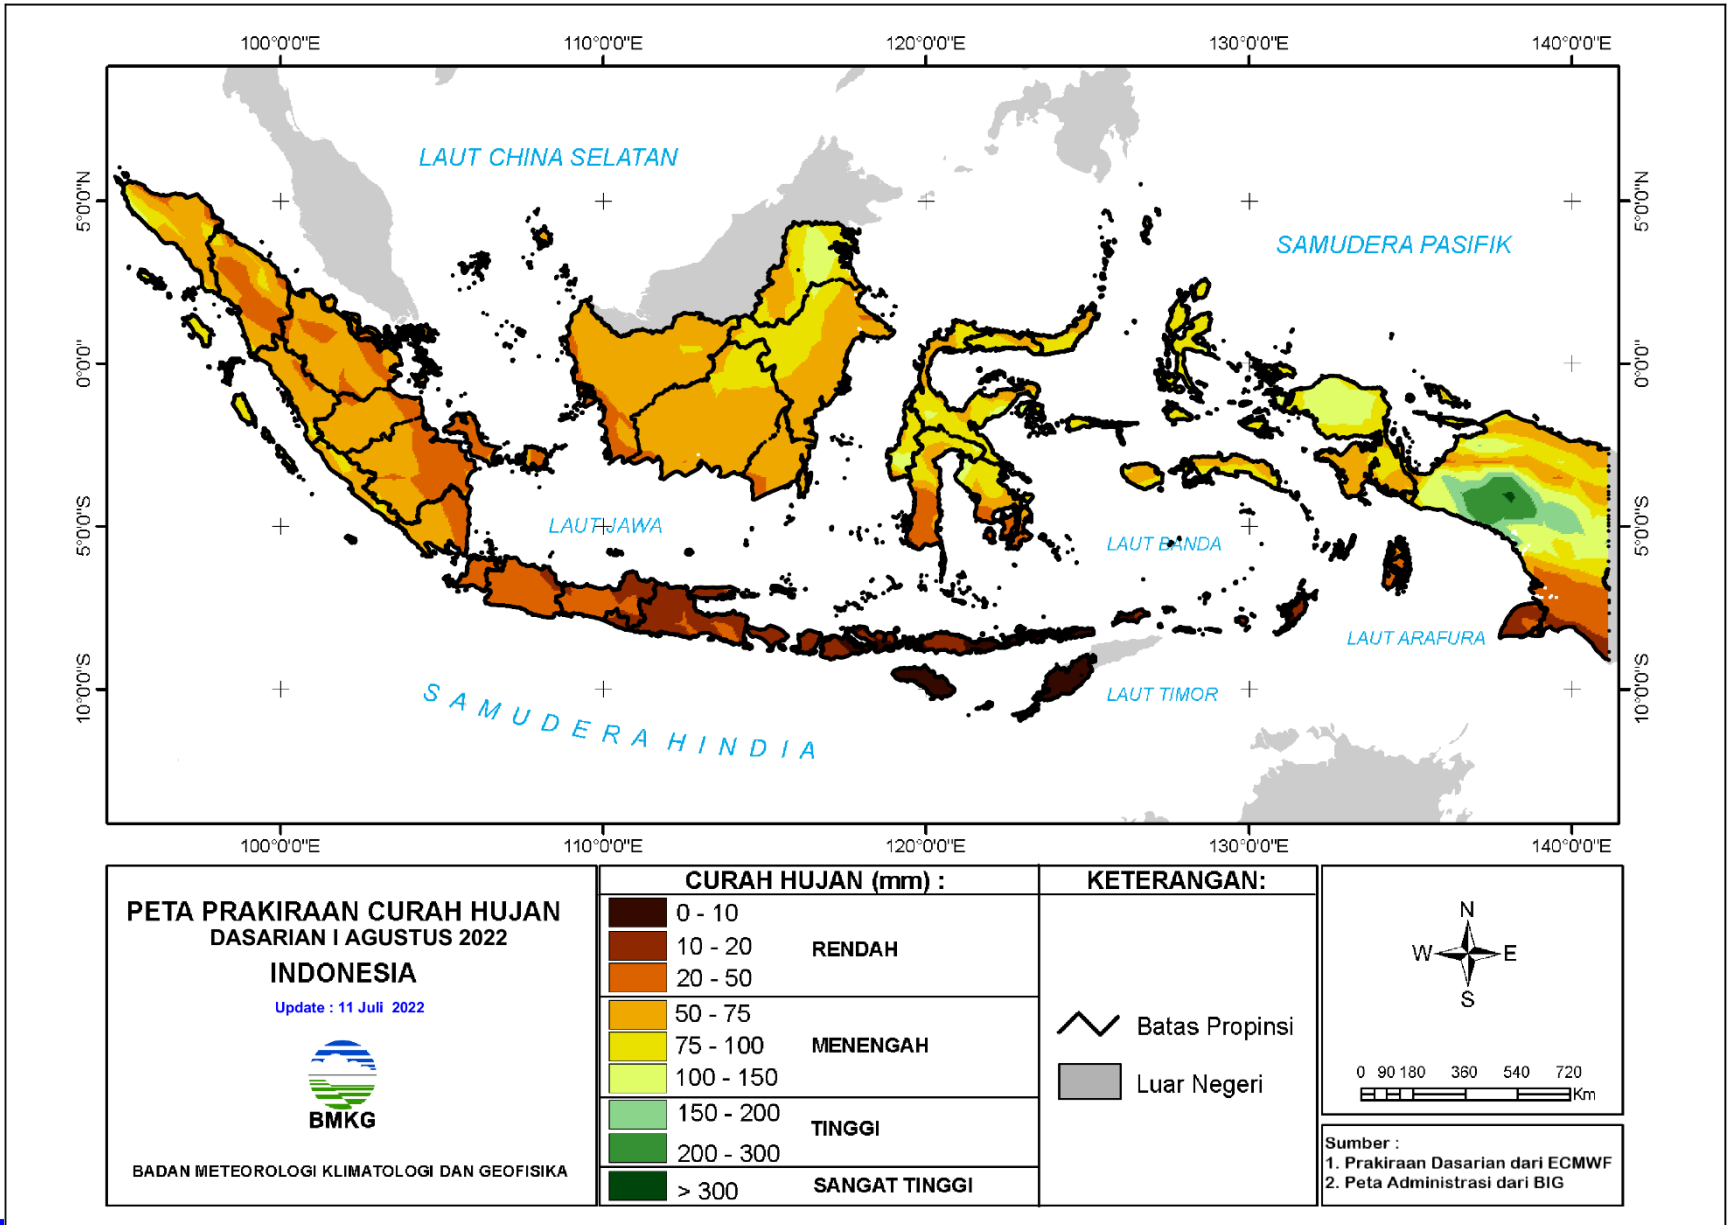 100°0'0"E 110°0'0"E 120°0'0"E 130°0'0"E 140°0'0"E
5°0'0"N 5°0'0"N
0°0'0" 0°0'0"
5°0'0"S 5°0'0"S
10°0'0"S 10°0'0"S
LAUT CHINA SELATAN
SAMUDERA PASIFIK
LAUT JAWA
LAUT BANDA
LAUT ARAFURA
LAUT TIMOR
SAMUDERA HINDIA
100°0'0"E 110°0'0"E 120°0'0"E 130°0'0"E 140°0'0"E
PETA PRAKIRAAN CURAH HUJAN
DASARIAN I AGUSTUS 2022
INDONESIA
Update : 11 Juli 2022
BMKG
BADAN METEOROLOGI KLIMATOLOGI DAN GEOFISIKA
CURAH HUJAN (mm) :
0 - 10
10 - 20
20 - 50
RENDAH
50 - 75
75 - 100
100 - 150
MENENGAH
150 - 200
200 - 300
TINGGI
> 300
SANGAT TINGGI
KETERANGAN:
Batas Propinsi
Luar Negeri
N
W E
S
0 90 180 360 540 720
Km
Sumber :
1. Prakiraan Dasarian dari ECMWF
2. Peta Administrasi dari BIG